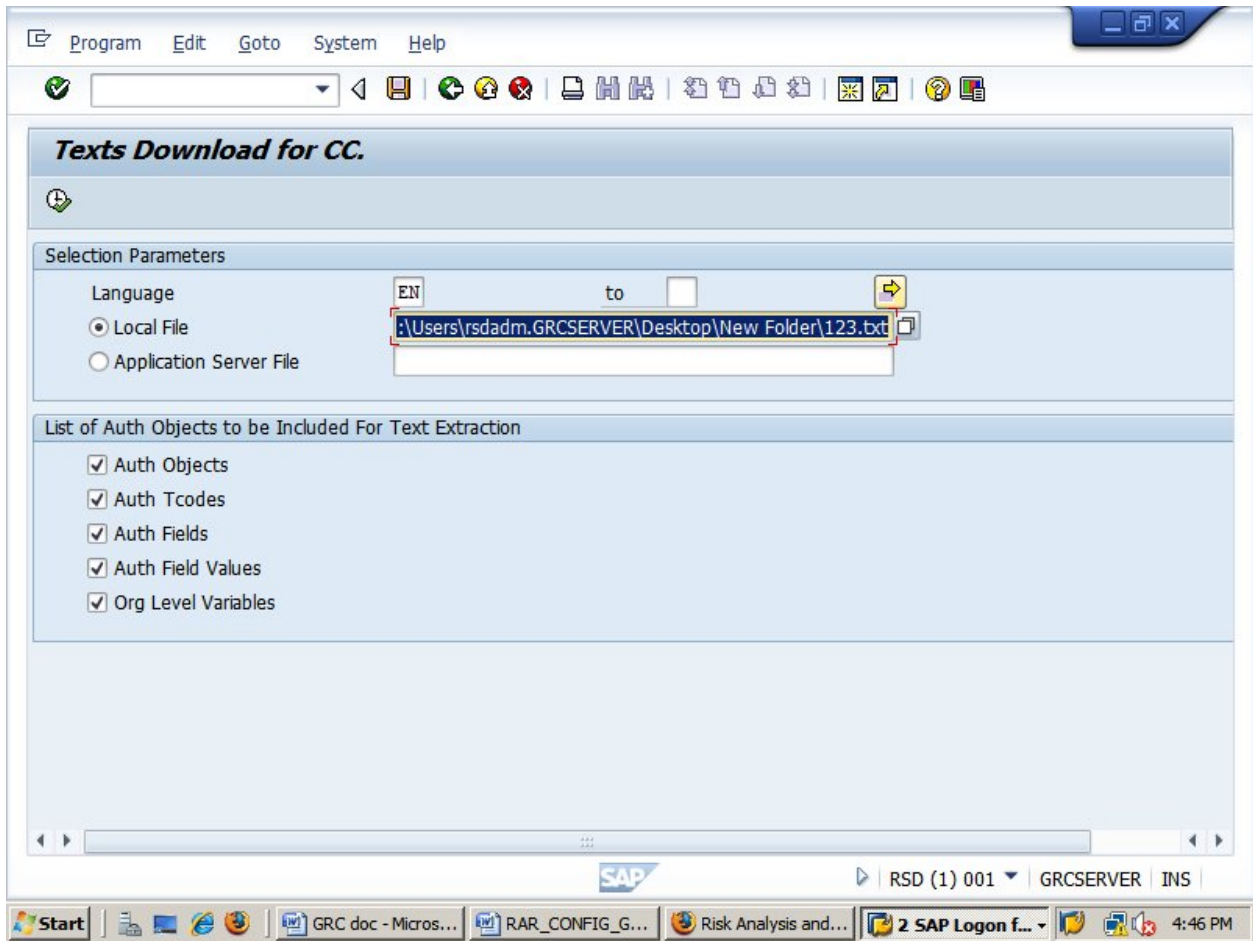 Program Edit Goto System Help
Texts Download for CC.
Selection Parameters
Language EN to
Local File :\Users\rsdadm.GRCSERVER\Desktop\New Folder\123.txt
Application Server File
List of Auth Objects to be Included For Text Extraction
Auth Objects
Auth Tcodes
Auth Fields
Auth Field Values
Org Level Variables
SAP RSD (1) 001 GRCSERVER INS
Start GRC doc - Micros... RAR_CONFIG_G... Risk Analysis and... 2 SAP Logon f... 4:46 PM